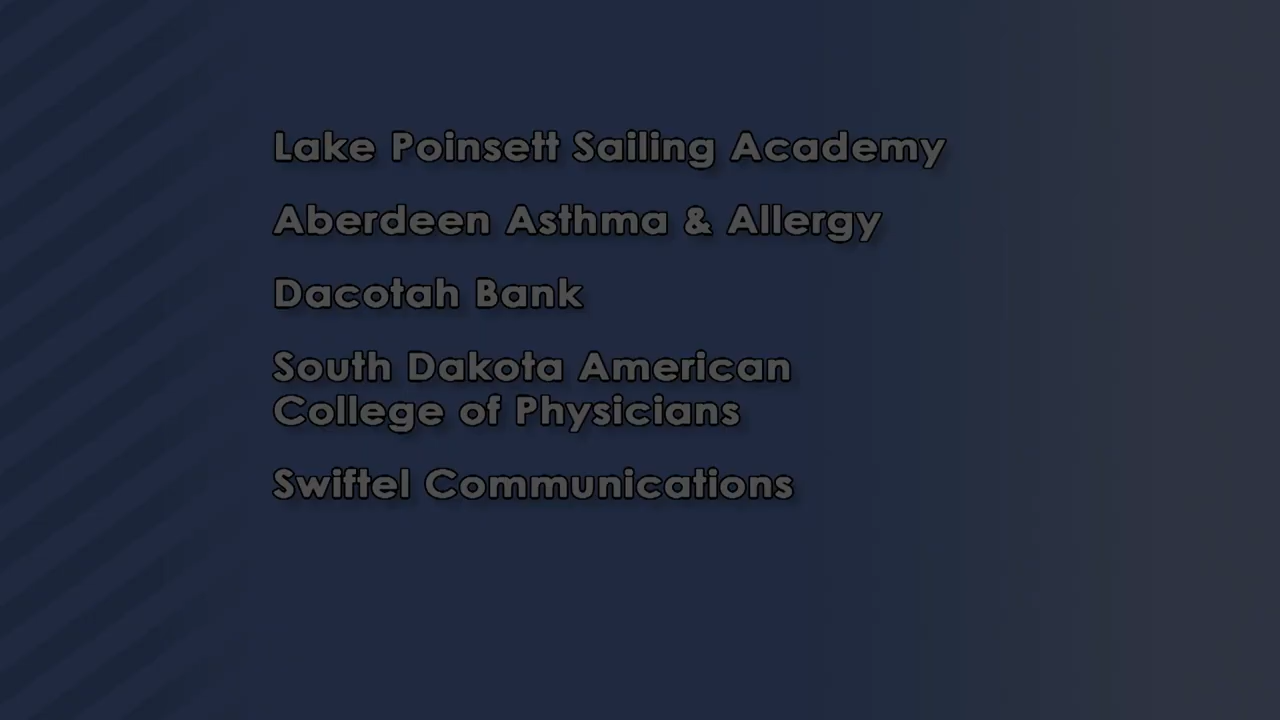 Lake Poinsett Sailing Academy
Aberdeen Asthma & Allergy
Dacotah Bank
South Dakota American
College of Physicians
Swiftel Communications